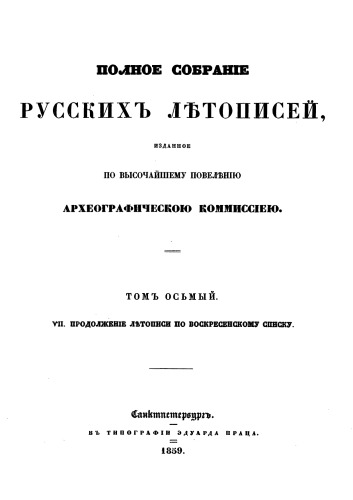 ПОЛНОЕ СОБРАНІЕ
РУССКИХЪ ЛѢТОПИСЕЙ,
ИЗДАННОЕ
ПО ВЫСОЧАЙШЕМУ ПОВЕЛѢНІЮ
АРХЕОГРАФИЧЕСКОЮ КОММИССІЕЮ.
ТОМЪ ОСЬМЫЙ.
VII. ПРОДОЛЖЕНІЕ ЛѢТОПИСИ ПО ВОСКРЕСЕНСКОМУ СПИСКУ.
Санктпетербургъ.
ВЪ ТИПОГРАФІИ ЭДУАРДА ПРАЦА.
1859.